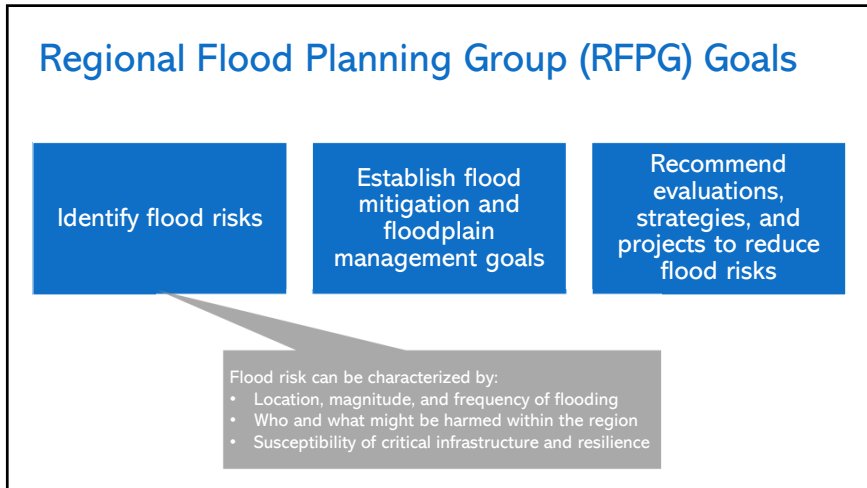 Regional Flood Planning Group (RFPG) Goals
Identify flood risks
Establish flood
mitigation and
floodplain
management goals
Recommend
evaluations,
strategies, and
projects to reduce
flood risks
Flood risk can be characterized by:
• Location, magnitude, and frequency of flooding
• Who and what might be harmed within the region
• Susceptibility of critical infrastructure and resilience